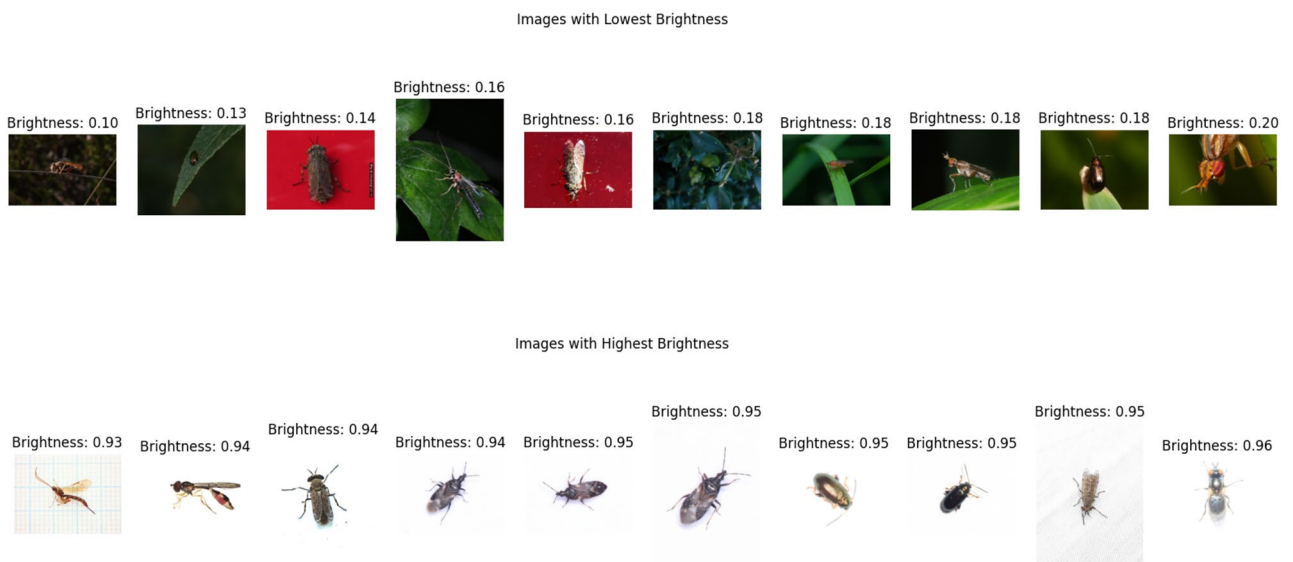 Images with Lowest Brightness
Brightness: 0.10
Brightness: 0.13
Brightness: 0.14
Brightness: 0.16
Brightness: 0.16
Brightness: 0.18
Brightness: 0.18
Brightness: 0.18
Brightness: 0.18
Brightness: 0.20
Images with Highest Brightness
Brightness: 0.93
Brightness: 0.94
Brightness: 0.94
Brightness: 0.94
Brightness: 0.95
Brightness: 0.95
Brightness: 0.95
Brightness: 0.95
Brightness: 0.95
Brightness: 0.96